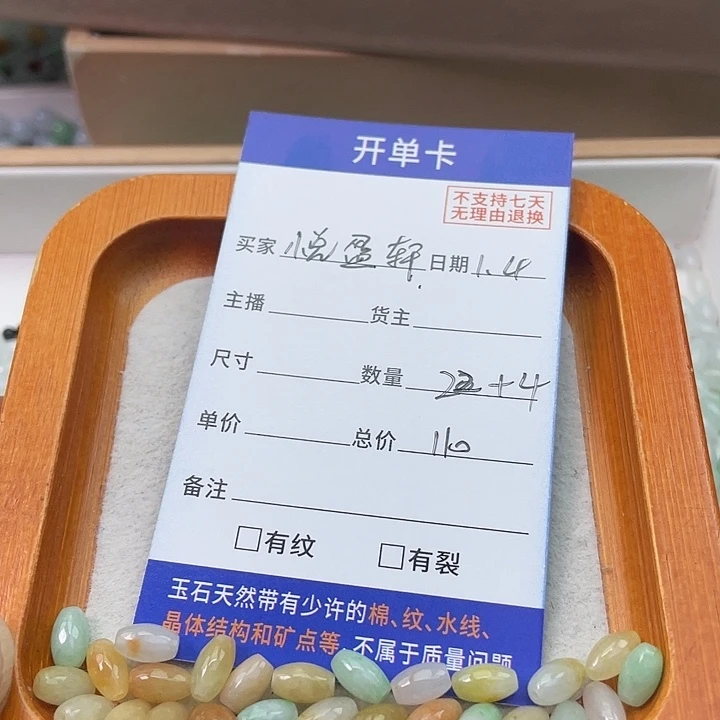 开单卡
不支持七天
无理由退换
买家 悦盈轩 日期 1.4
主播 货主
尺寸 数量 +4
单价 总价 110
备注
□有纹 □有裂
玉石天然带有少许的棉、纹、水线、
晶体结构和矿点等,不属于质量问题